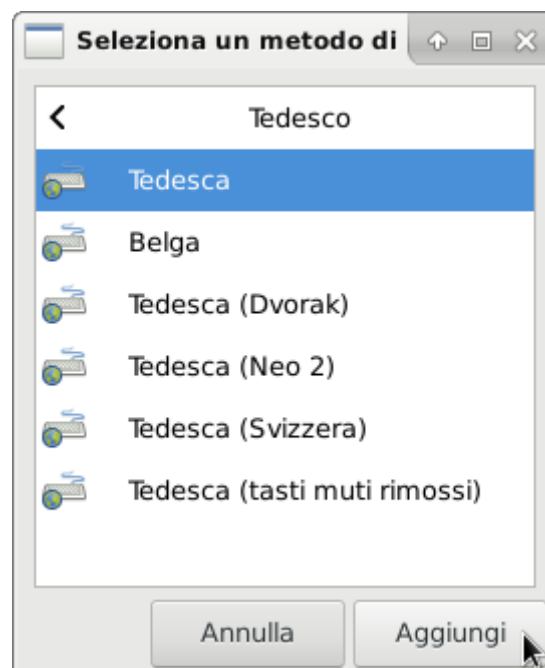 Seleziona un metodo di
Tedesco
Tedesca
Belga
Tedesca (Dvorak)
Tedesca (Neo 2)
Tedesca (Svizzera)
Tedesca (tasti muti rimossi)
Annulla
Aggiungi